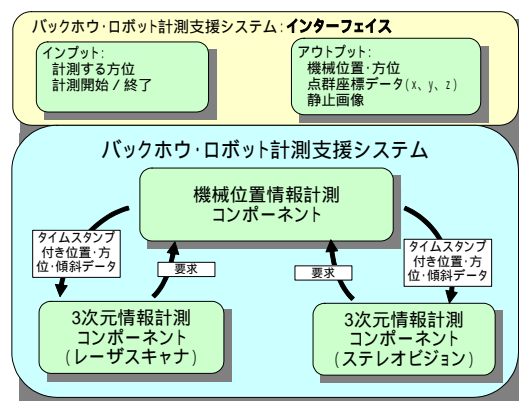 バックホウ・ロボット計測支援システム:インターフェイス
インプット:
計測する方位
計測開始/終了
アウトプット:
機械位置・方位
点群座標データ(x、y、z)
静止画像
バックホウ・ロボット計測支援システム
機械位置情報計測
コンポーネント
タイムスタンプ
付き位置・方
位・傾斜データ
要求
要求
タイムスタンプ
付き位置・方
位・傾斜データ
3次元情報計測
コンポーネント
(レーザスキャナ)
3次元情報計測
コンポーネント
(ステレオビジョン)